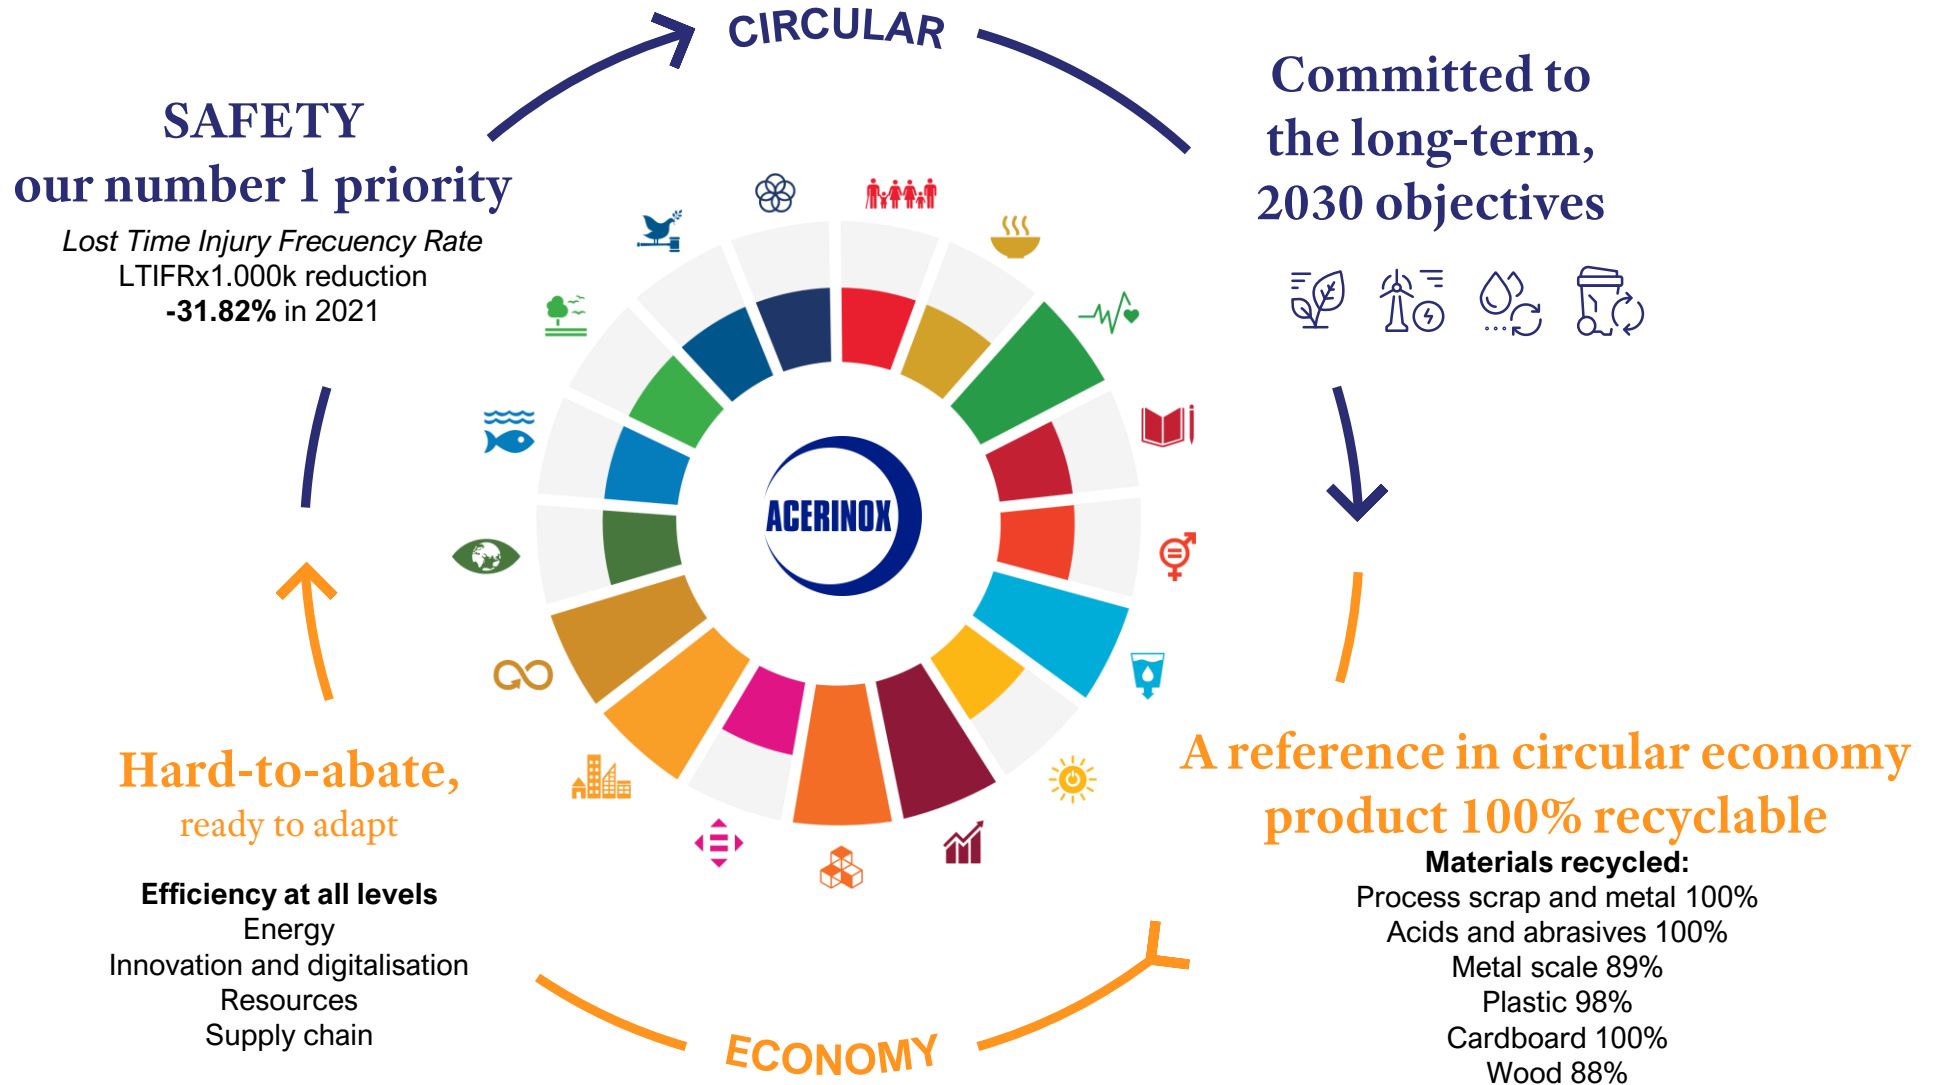 CIRCULAR
SAFETY
our number 1 priority
Lost Time Injury Frecuency Rate
LTIFRx1.000k reduction
-31.82% in 2021
Committed to
the long-term,
2030 objectives
ACERINOX
Hard-to-abate,
ready to adapt
Efficiency at all levels
Energy
Innovation and digitalisation
Resources
Supply chain
A reference in circular economy
product 100% recyclable
Materials recycled:
Process scrap and metal 100%
Acids and abrasives 100%
Metal scale 89%
Plastic 98%
Cardboard 100%
Wood 88%
ECONOMY